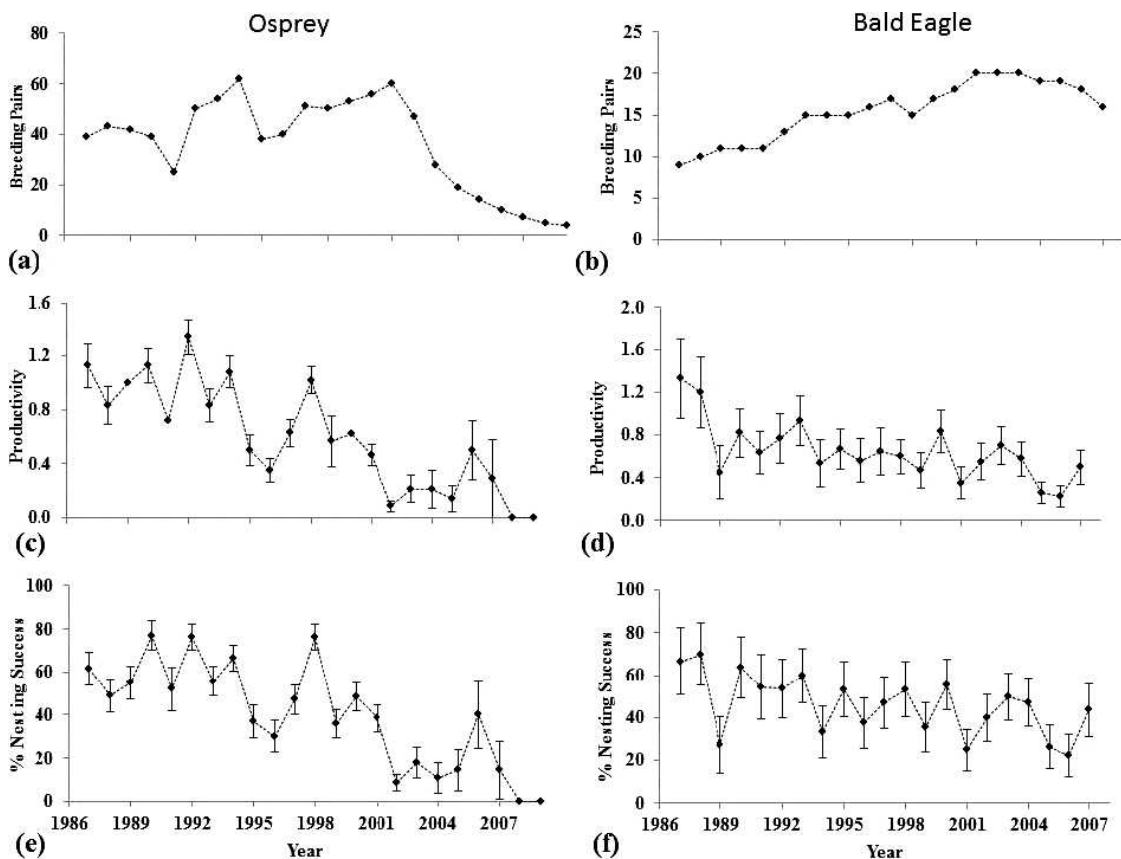 Osprey
80
60
40
20
0
Breeding Pairs
(a)
Bald Eagle
25
20
15
10
5
0
Breeding Pairs
(b)
1.6
1.2
0.8
0.4
0.0
Productivity
(c)
2.0
1.6
1.2
0.8
0.4
0.0
Productivity
(d)
100
80
60
40
20
0
% Nesting Success
1986 1989 1992 1995 1998 2001 2004 2007
(e)
Year
100
80
60
40
20
0
% Nesting Success
1986 1989 1992 1995 1998 2001 2004 2007
(f)
Year